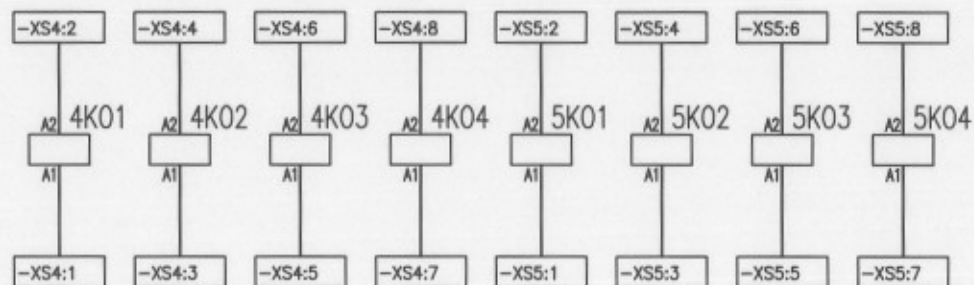 -XS4:2 -XS4:4 -XS4:6 -XS4:8 -XS5:2 -XS5:4 -XS5:6 -XS5:8
A2 4K01 A2 4K02 A2 4K03 A2 4K04 A2 5K01 A2 5K02 A2 5K03 A2 5K04
A1 A1 A1 A1 A1 A1 A1 A1
-XS4:1 -XS4:3 -XS4:5 -XS4:7 -XS5:1 -XS5:3 -XS5:5 -XS5:7